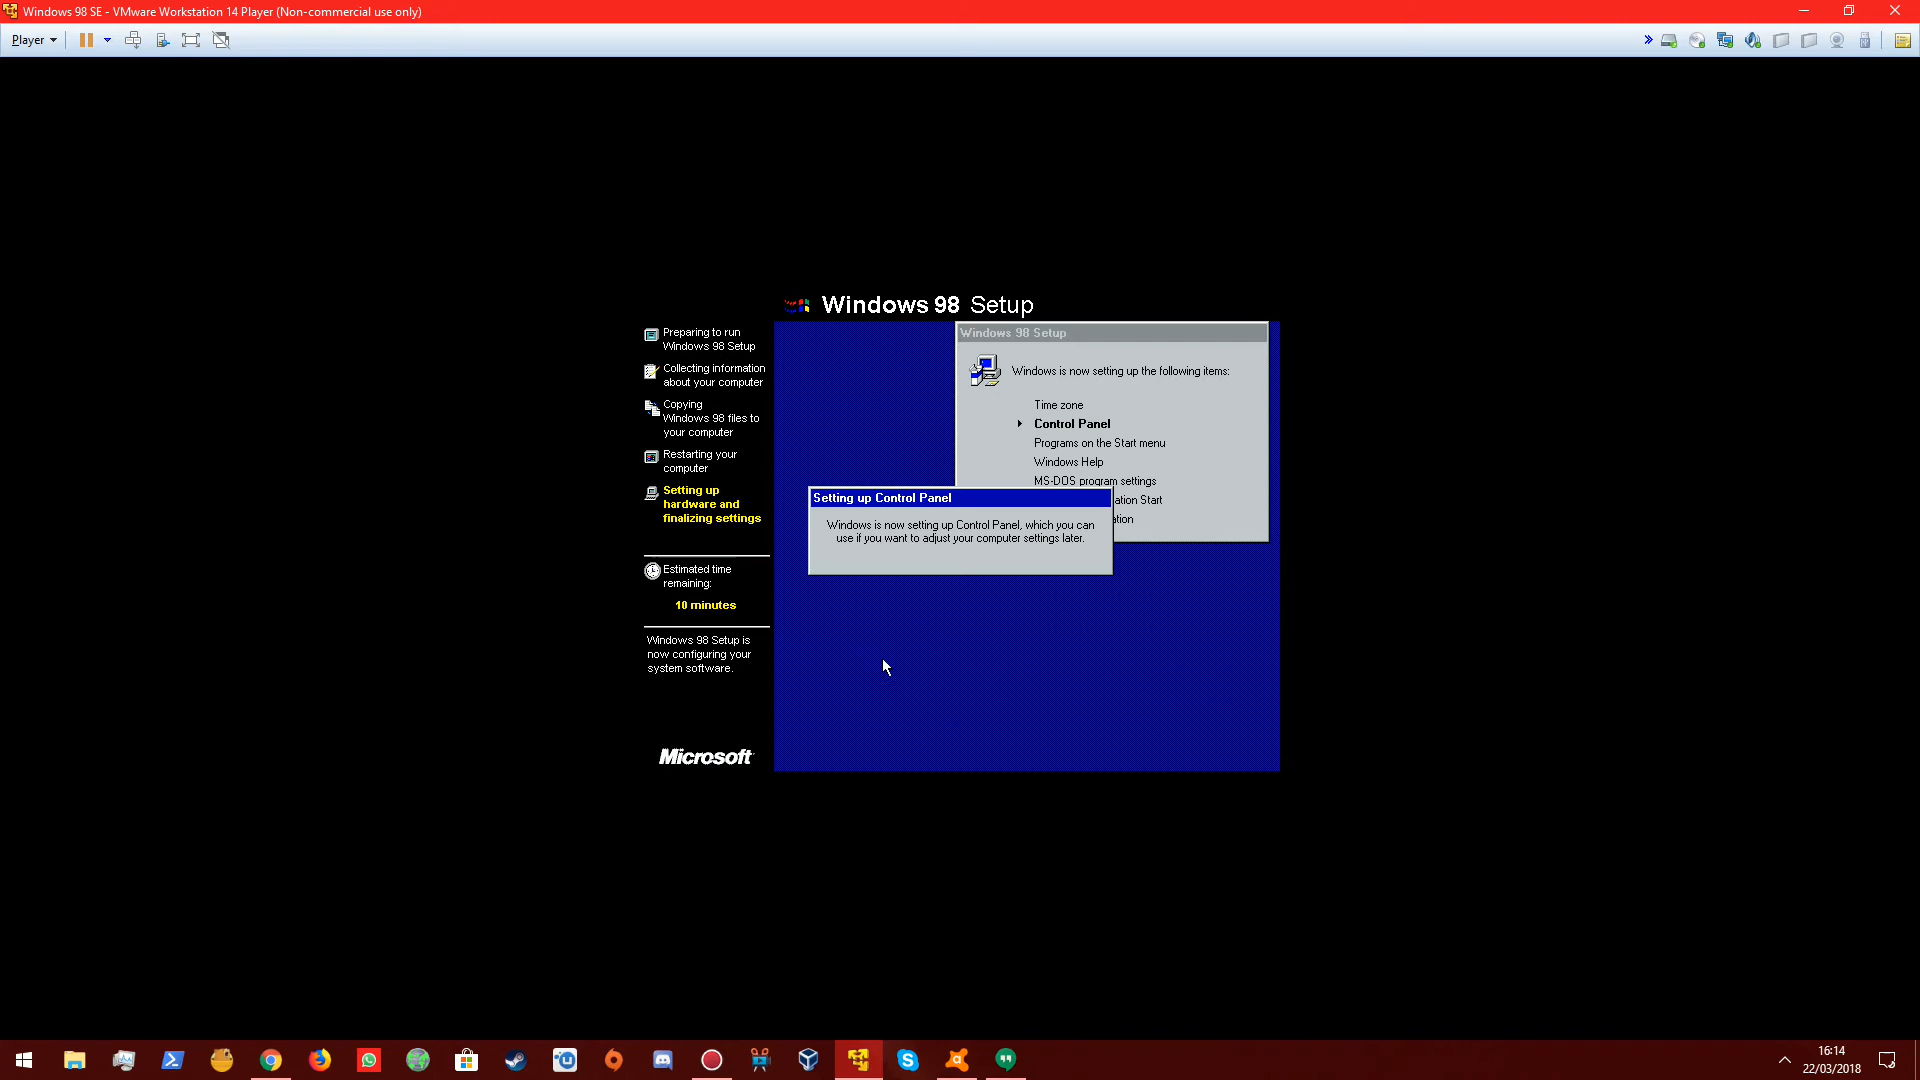 Windows 98 SE - VMware Workstation 14 Player (Non-commercial use only)
Player
Windows 98 Setup
Preparing to run
Windows 98 Setup
Collecting information
about your computer
Copying
Windows 98 files to
your computer
Restarting your
computer
Setting up
hardware and
finalizing settings
Estimated time
remaining:
10 minutes
Windows 98 Setup is
now configuring your
system software.
Microsoft
Windows 98 Setup
Windows is now setting up the following items:
Time zone
Control Panel
Programs on the Start menu
Windows Help
MS-DOS program settings
ation Start
ation
Setting up Control Panel
Windows is now setting up Control Panel, which you can
use if you want to adjust your computer settings later.
16:14
22/03/2018